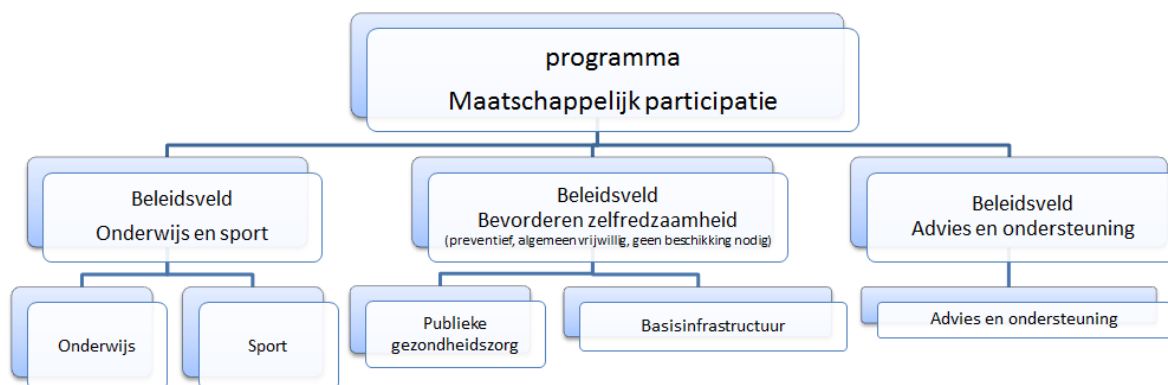 programma
Maatschappelijk participatie
Beleidsveld
Onderwijs en sport
Beleidsveld
Bevorderen zelfredzaamheid
(preventief, algemeen vrijwillig, geen beschikking nodig)
Beleidsveld
Advies en ondersteuning
Onderwijs
Sport
Publieke
gezondheidszorg
Basisinfrastructuur
Advies en ondersteuning